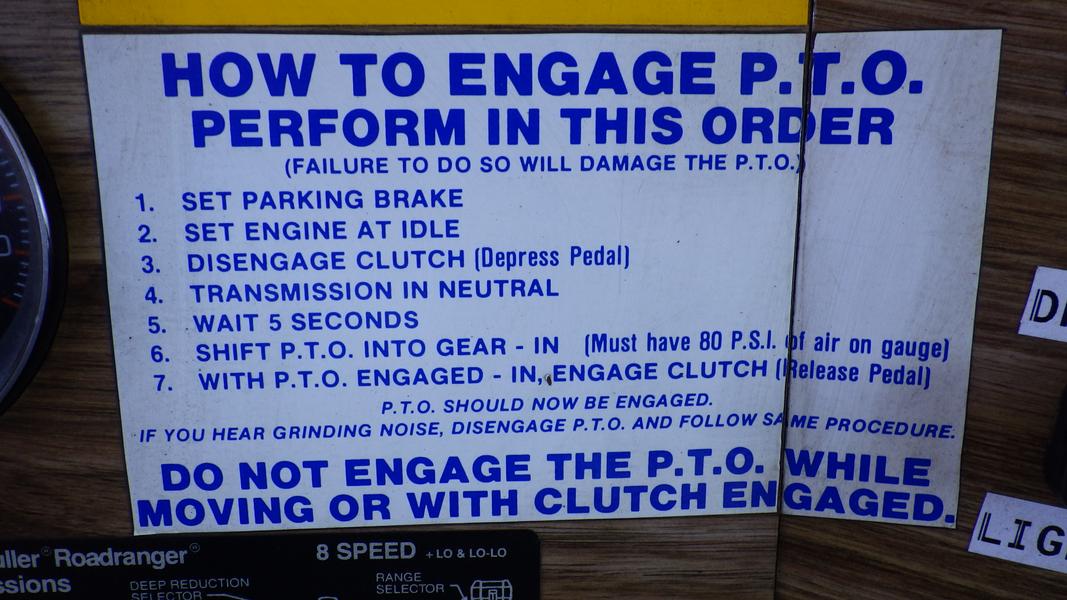 HOW TO ENGAGE P.T.O.
PERFORM IN THIS ORDER
(FAILURE TO DO SO WILL DAMAGE THE P.T.O.)
1. SET PARKING BRAKE
2. SET ENGINE AT IDLE
3. DISENGAGE CLUTCH (Depress Pedal)
4. TRANSMISSION IN NEUTRAL
5. WAIT 5 SECONDS
6. SHIFT P.T.O. INTO GEAR - IN (Must have 80 P.S.I. of air on gauge)
7. WITH P.T.O. ENGAGED - IN, ENGAGE CLUTCH (Release Pedal)
P.T.O. SHOULD NOW BE ENGAGED.
IF YOU HEAR GRINDING NOISE, DISENGAGE P.T.O. AND FOLLOW SAME PROCEDURE.
DO NOT ENGAGE THE P.T.O. WHILE
MOVING OR WITH CLUTCH ENGAGED.
Roadranger® 8 SPEED + LO & LO-LO
DEEP REDUCTION
SELECTOR
RANGE
SELECTOR